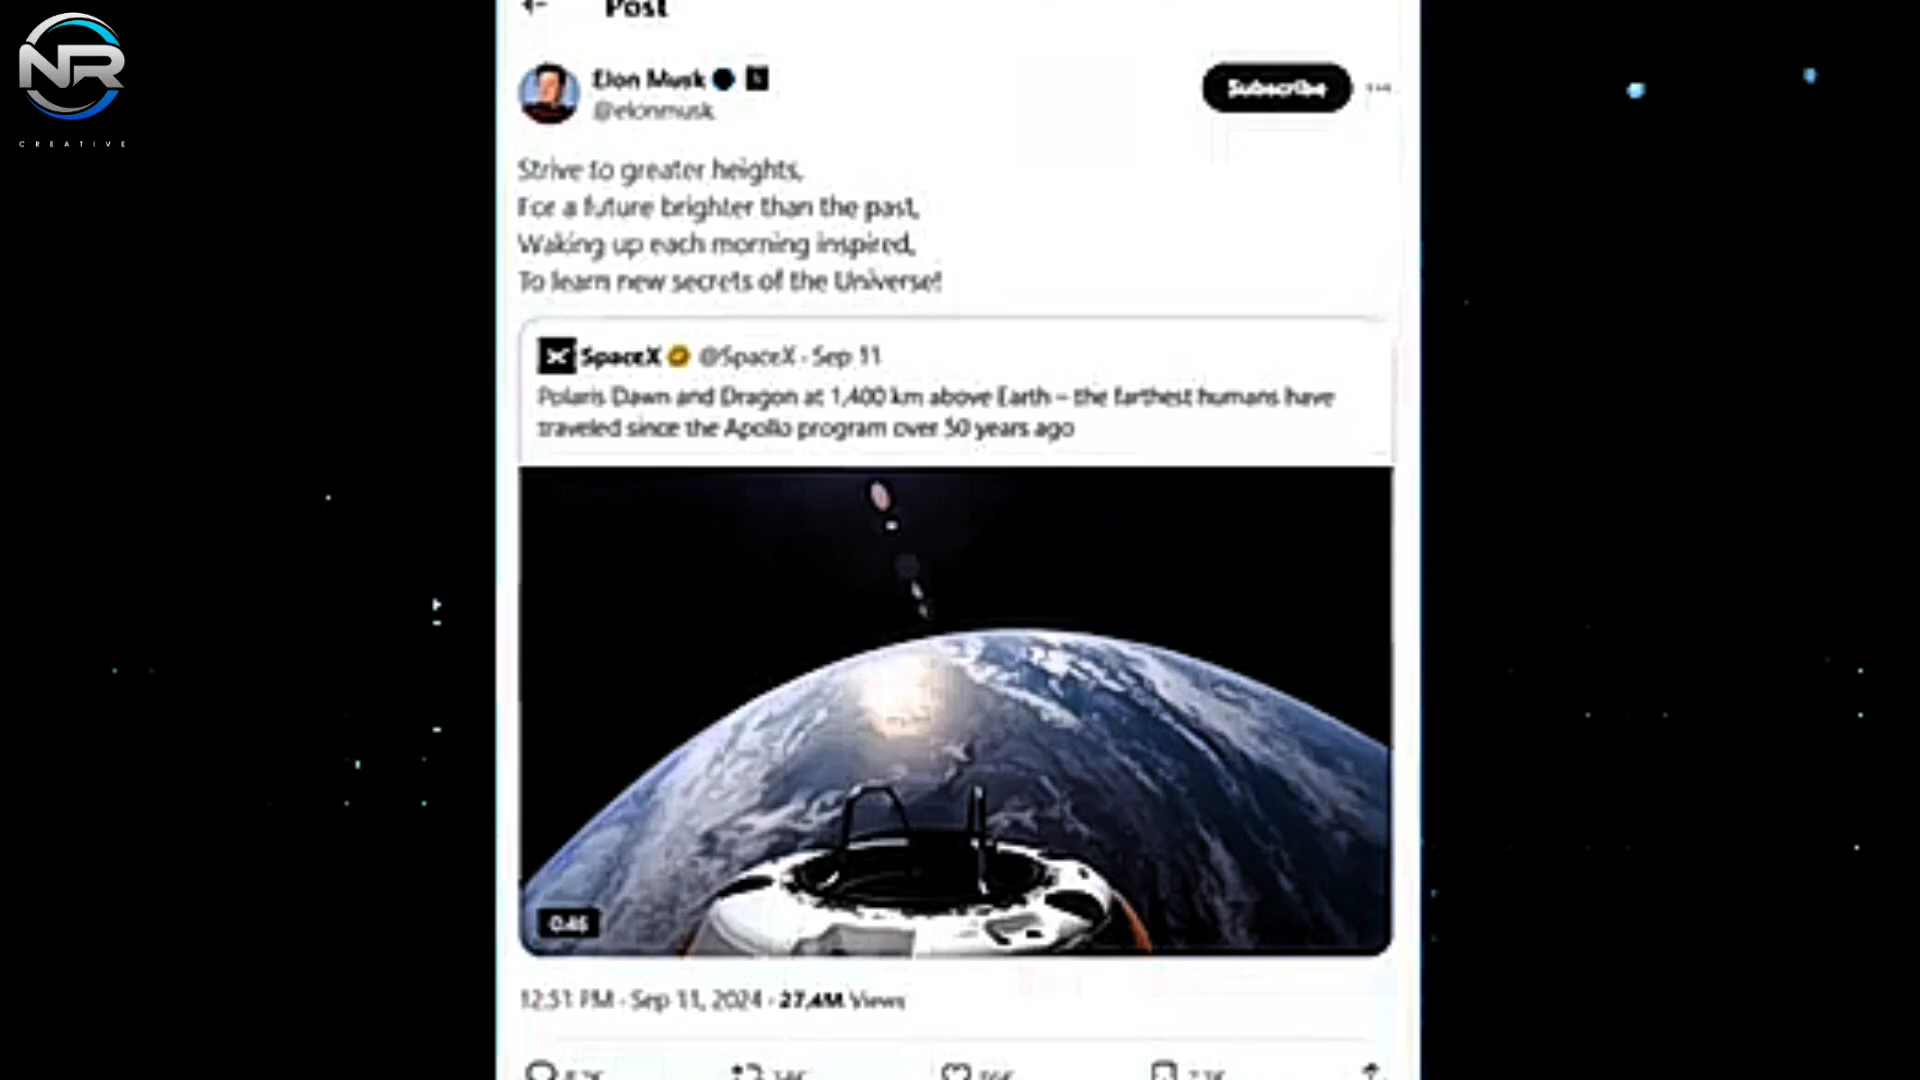 NR
CREATIVE
Post
Elon Musk
@elonmusk
Subscribe
Strive to greater heights,
For a future brighter than the past,
Waking up each morning inspired,
To learn new secrets of the Universe!
SpaceX @SpaceX · Sep 11
Polaris Dawn and Dragon at 1,400 km above Earth – the farthest humans have
traveled since the Apollo program over 50 years ago
0:46
12:51 PM · Sep 11, 2024 · 27.4M Views